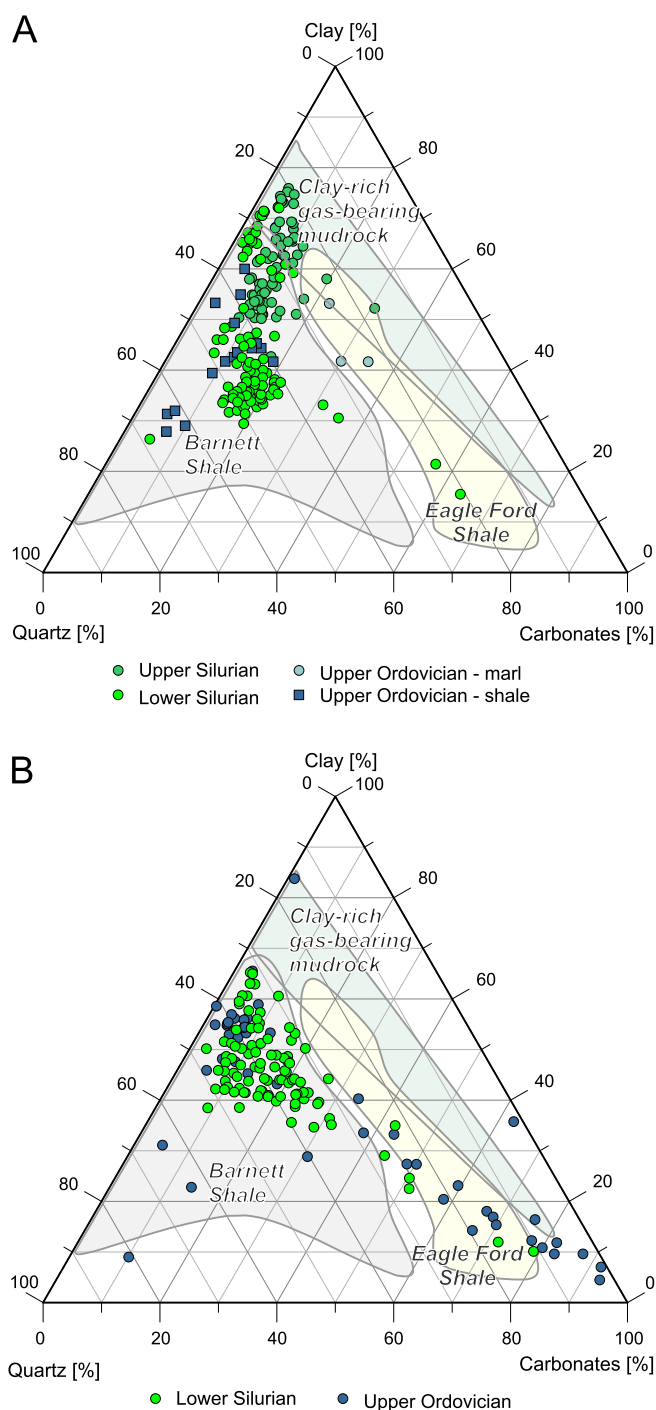 A
Clay [%]
0 100
20 80
Clay-rich
gas-bearing
mudrock
40 60
60 40
Barnett
Shale
80 20
Eagle Ford
Shale
100 0
0 20 40 60 80 100
Quartz [%] Carbonates [%]
Upper Silurian Upper Ordovician - marl
Lower Silurian Upper Ordovician - shale
B
Clay [%]
0 100
20 80
Clay-rich
gas-bearing
mudrock
40 60
60 40
Barnett
Shale
80 20
Eagle Ford
Shale
100 0
0 20 40 60 80 100
Quartz [%] Carbonates [%]
Lower Silurian Upper Ordovician